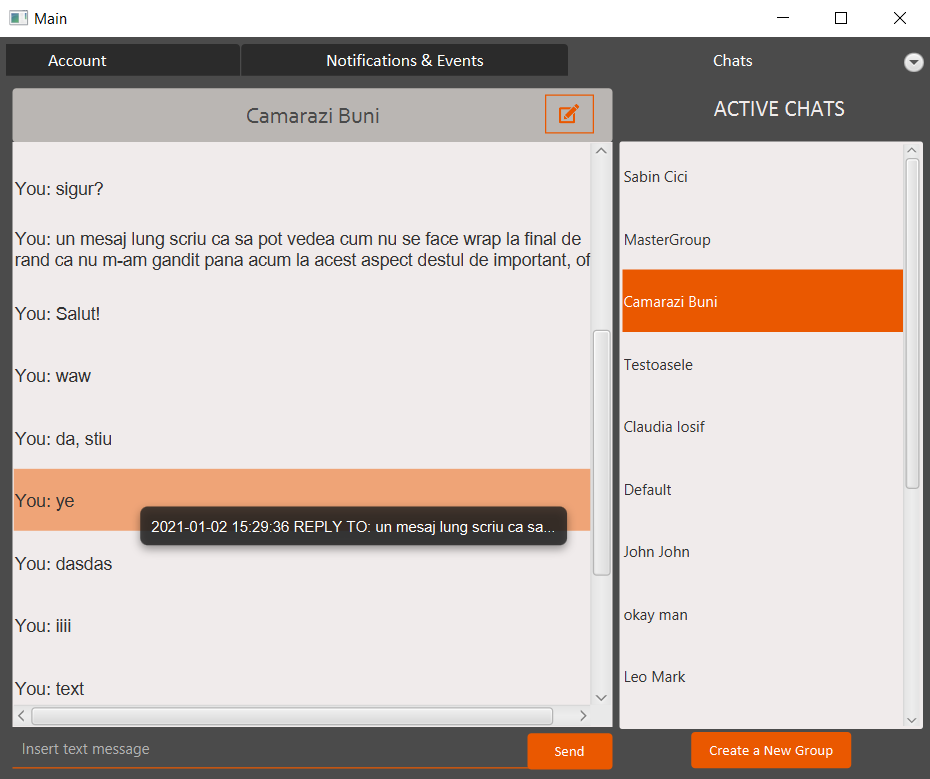 Main
Account
Notifications & Events
Chats
Camarazi Buni
ACTIVE CHATS
You: sigur?
You: un mesaj lung scriu ca sa pot vedea cum nu se face wrap la final de
rand ca nu m-am gandit pana acum la acest aspect destul de important, of
You: Salut!
You: waw
You: da, stiu
You: ye
2021-01-02 15:29:36 REPLY TO: un mesaj lung scriu ca sa...
You: dasdas
You: iiii
You: text
Insert text message
Send
Sabin Cici
MasterGroup
Camarazi Buni
Testoasele
Claudia Iosif
Default
John John
okay man
Leo Mark
Create a New Group